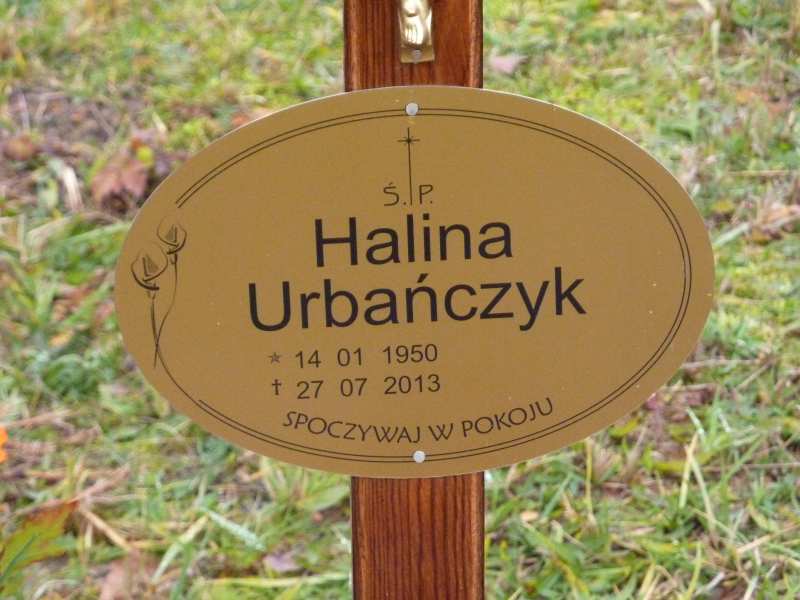 Ś. P.
Halina
Urbańczyk
* 14 01 1950
† 27 07 2013
SPOCZYWAJ W POKOJU